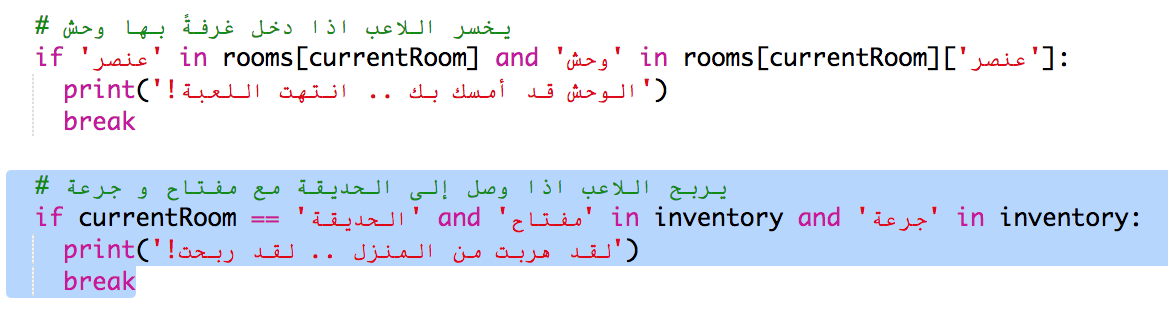 # يخسر اللاعب اذا دخل غرفةً بها وحش
if 'عنصر' in rooms[currentRoom] and 'وحش' in rooms[currentRoom]['عنصر']:
print('الوحش قد أمسك بك .. انتهت اللعبة!')
break
# يربح اللاعب اذا وصل إلى الحديقة مع مفتاح و جرعة
if currentRoom == 'الحديقة' and 'مفتاح' in inventory and 'جرعة' in inventory:
print('لقد هربت من المنزل .. لقد ربحت!')
break